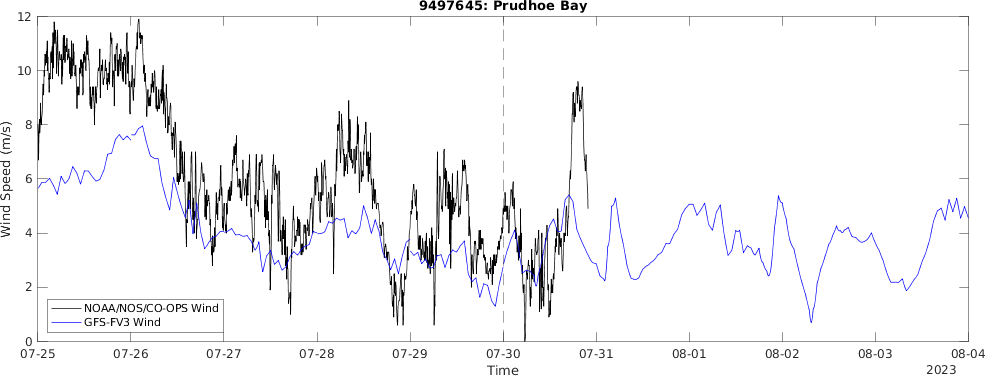 9497645: Prudhoe Bay
12
10
8
6
4
2
0
Wind Speed (m/s)
NOAA/NOS/CO-OPS Wind
GFS-FV3 Wind
07-25 07-26 07-27 07-28 07-29 07-30 07-31 08-01 08-02 08-03 08-04
Time
2023